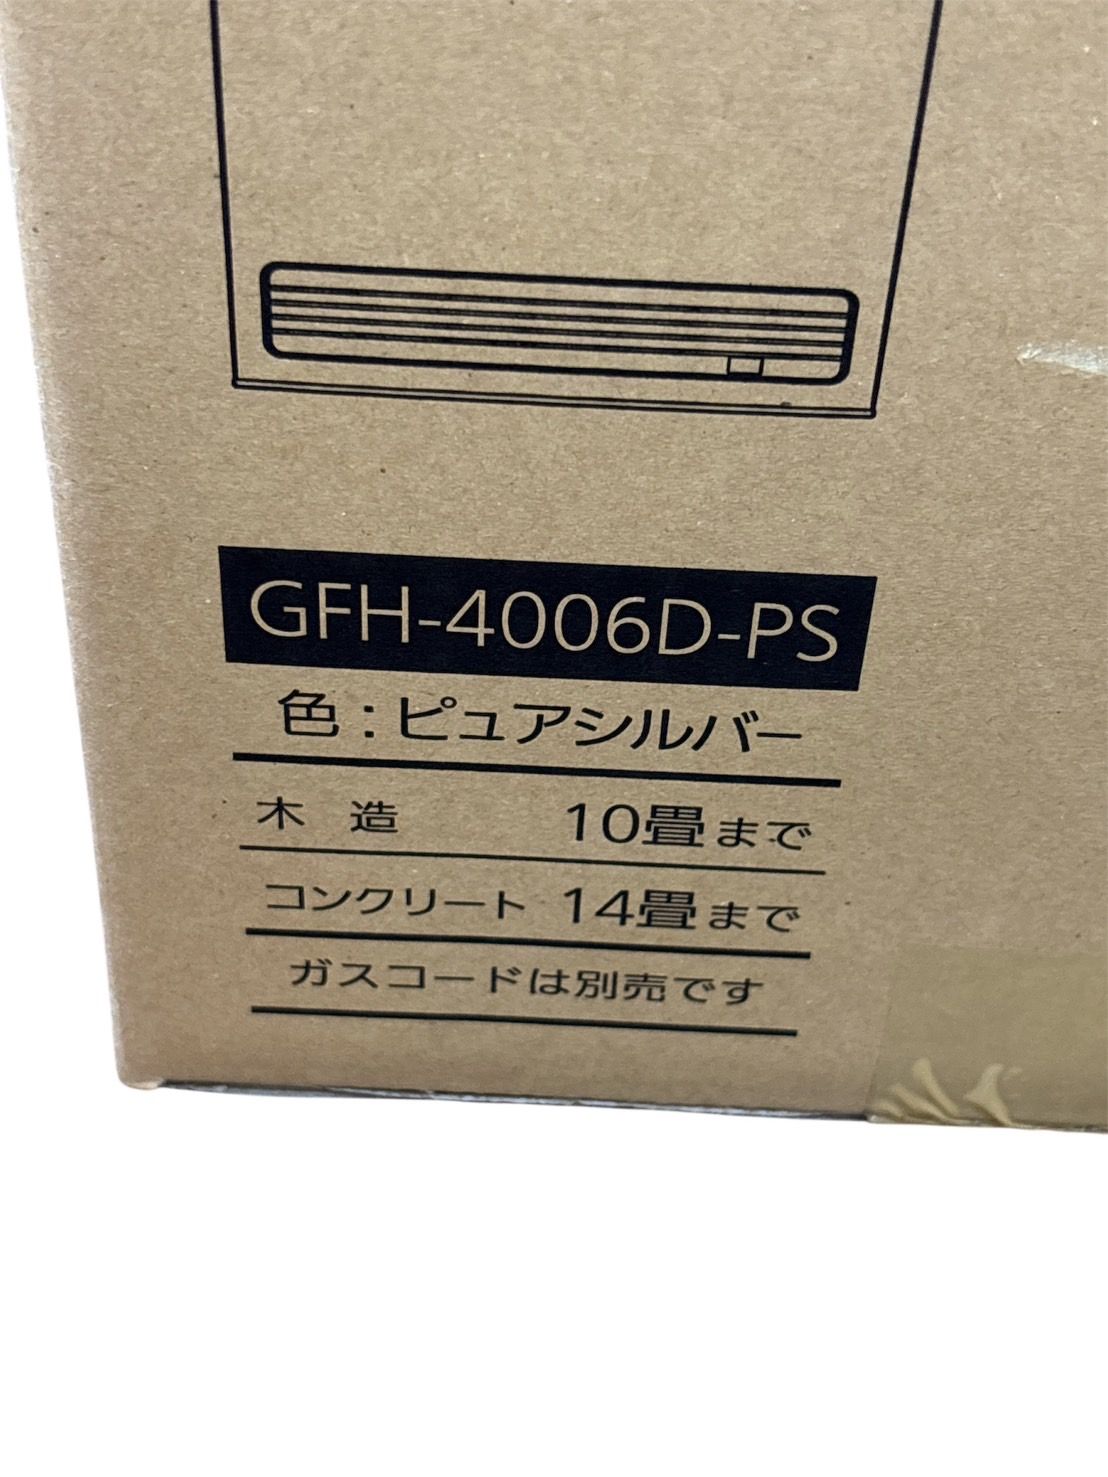 GFH-4006D-PS
色：ピュアシルバー
木　造　10畳まで
コンクリート 14畳まで
ガスコードは別売です